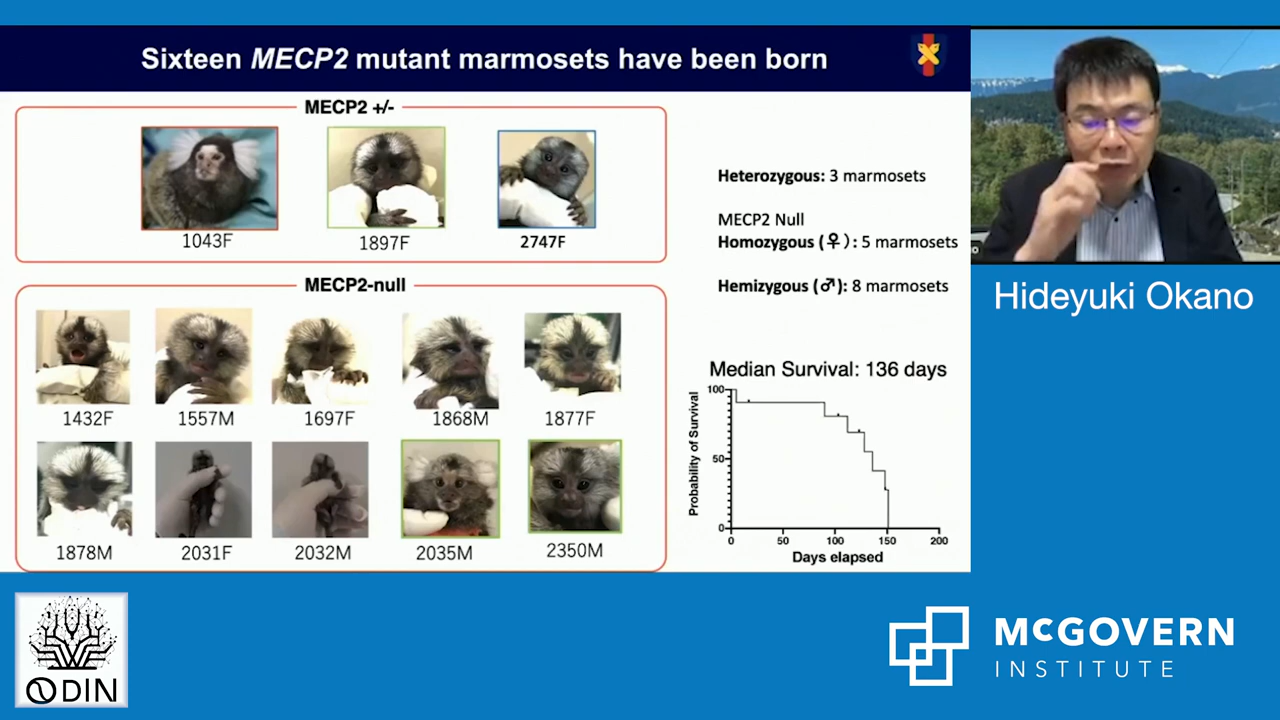 Sixteen MECP2 mutant marmosets have been born
MECP2 +/-
1043F
1897F
2747F
MECP2-null
1432F
1557M
1697F
1868M
1877F
1878M
2031F
2032M
2035M
2350M
Heterozygous: 3 marmosets
MECP2 Null
Homozygous (♀): 5 marmosets
Hemizygous (♂): 8 marmosets
Median Survival: 136 days
Probability of Survival
100
50
0
0 50 100 150 200
Days elapsed
Hideyuki Okano
ODIN
McGOVERN
INSTITUTE